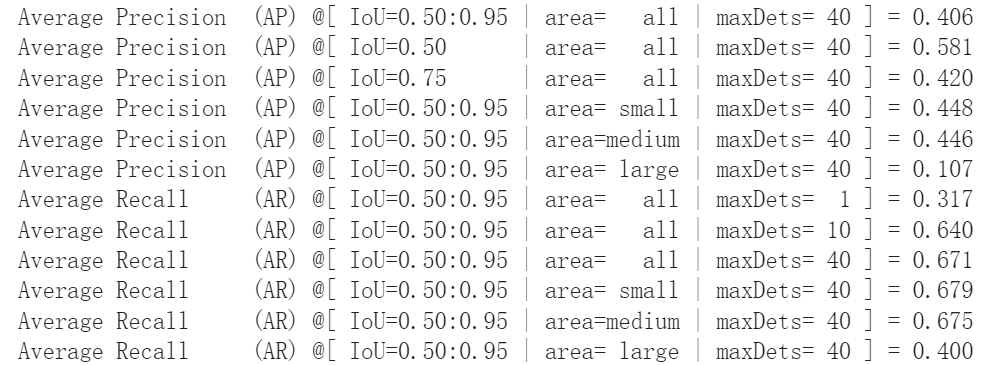 Average Precision  (AP) @[ IoU=0.50:0.95 | area=   all | maxDets= 40 ] = 0.406
Average Precision  (AP) @[ IoU=0.50      | area=   all | maxDets= 40 ] = 0.581
Average Precision  (AP) @[ IoU=0.75      | area=   all | maxDets= 40 ] = 0.420
Average Precision  (AP) @[ IoU=0.50:0.95 | area= small | maxDets= 40 ] = 0.448
Average Precision  (AP) @[ IoU=0.50:0.95 | area=medium | maxDets= 40 ] = 0.446
Average Precision  (AP) @[ IoU=0.50:0.95 | area= large | maxDets= 40 ] = 0.107
Average Recall     (AR) @[ IoU=0.50:0.95 | area=   all | maxDets=  1 ] = 0.317
Average Recall     (AR) @[ IoU=0.50:0.95 | area=   all | maxDets= 10 ] = 0.640
Average Recall     (AR) @[ IoU=0.50:0.95 | area=   all | maxDets= 40 ] = 0.671
Average Recall     (AR) @[ IoU=0.50:0.95 | area= small | maxDets= 40 ] = 0.679
Average Recall     (AR) @[ IoU=0.50:0.95 | area=medium | maxDets= 40 ] = 0.675
Average Recall     (AR) @[ IoU=0.50:0.95 | area= large | maxDets= 40 ] = 0.400